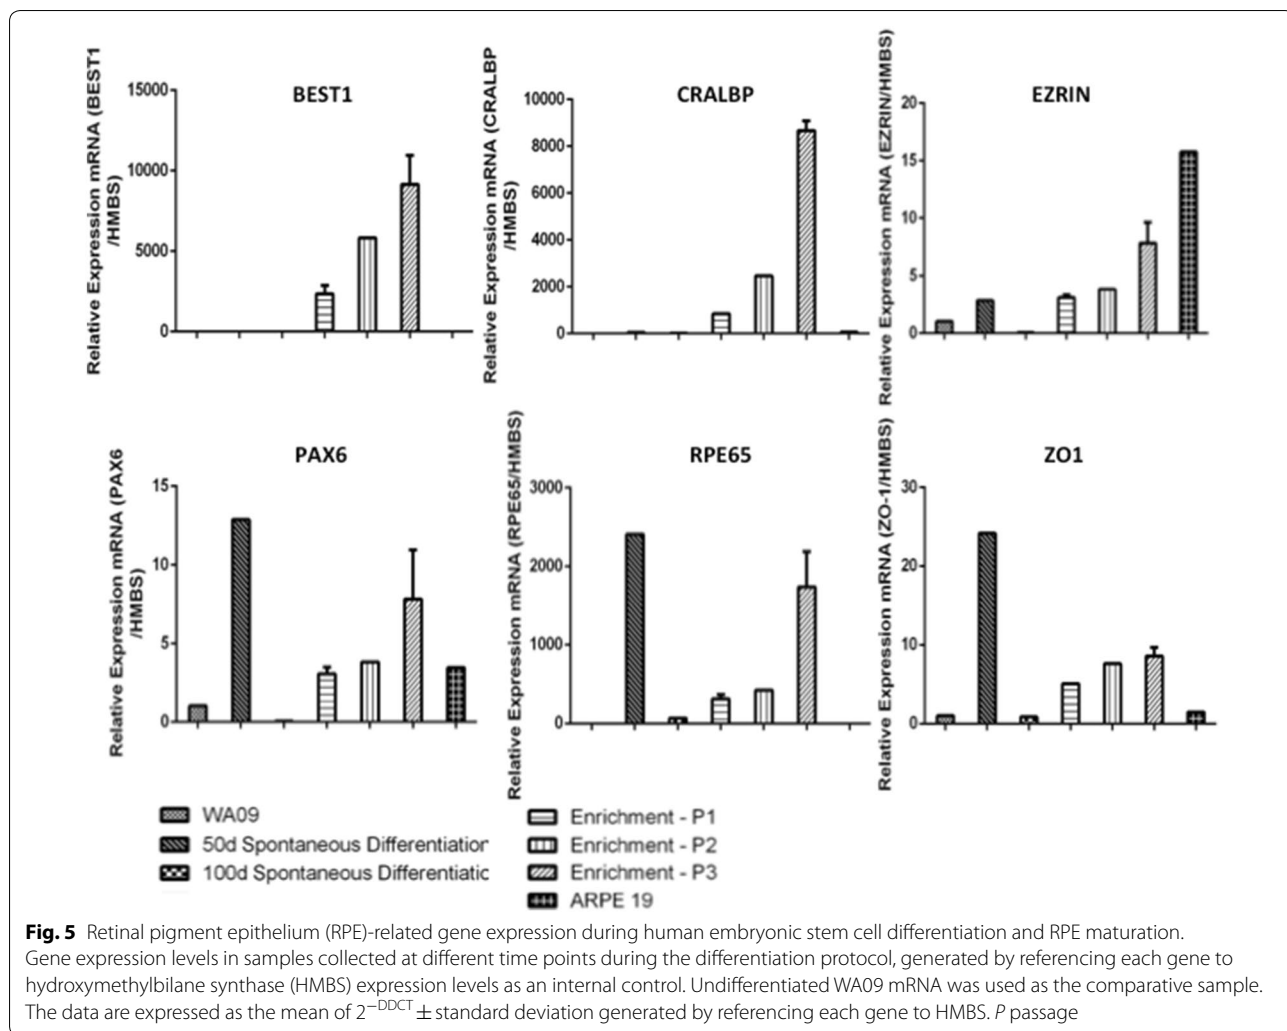 BEST1
Relative Expression mRNA (BEST1
/HMBS)
15000
10000
5000
0
CRALBP
Relative Expression mRNA (CRALBP
/HMBS)
10000
8000
6000
4000
2000
0
EZRIN
Relative Expression mRNA (EZRIN/HMBS)
20
15
10
5
0
PAX6
Relative Expression mRNA (PAX6
/HMBS)
15
10
5
0
RPE65
Relative Expression mRNA (RPE65/HMBS)
3000
2000
1000
0
ZO1
Relative Expression mRNA (ZO-1/HMBS)
30
20
10
0
WA09
50d Spontaneous Differentiation
100d Spontaneous Differentiatic
Enrichment - P1
Enrichment - P2
Enrichment - P3
ARPE 19
Fig. 5 Retinal pigment epithelium (RPE)-related gene expression during human embryonic stem cell differentiation and RPE maturation.
Gene expression levels in samples collected at different time points during the differentiation protocol, generated by referencing each gene to
hydroxymethylbilane synthase (HMBS) expression levels as an internal control. Undifferentiated WA09 mRNA was used as the comparative sample.
The data are expressed as the mean of 2−DDCT ± standard deviation generated by referencing each gene to HMBS. P passage